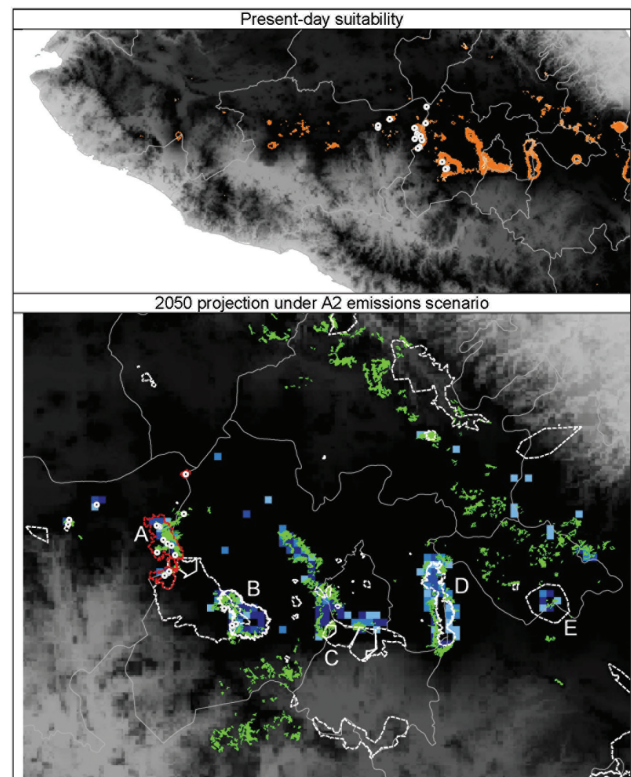 Present-day suitability
2050 projection under A2 emissions scenario
A
B
D
E
C